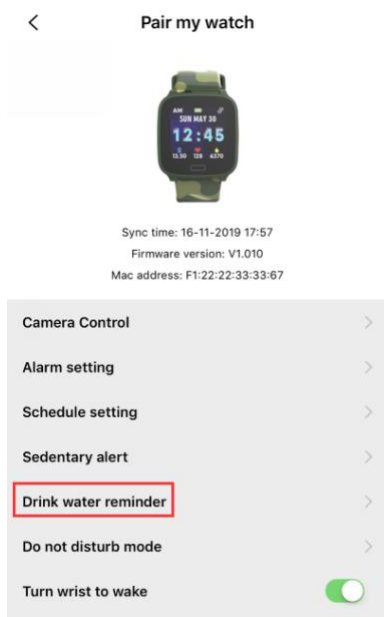 Pair my watch
AM
SUN MAY 30
12:45
13.50 128 6370
Sync time: 16-11-2019 17:57
Firmware version: V1.010
Mac address: F1:22:22:33:33:67
Camera Control
Alarm setting
Schedule setting
Sedentary alert
Drink water reminder
Do not disturb mode
Turn wrist to wake